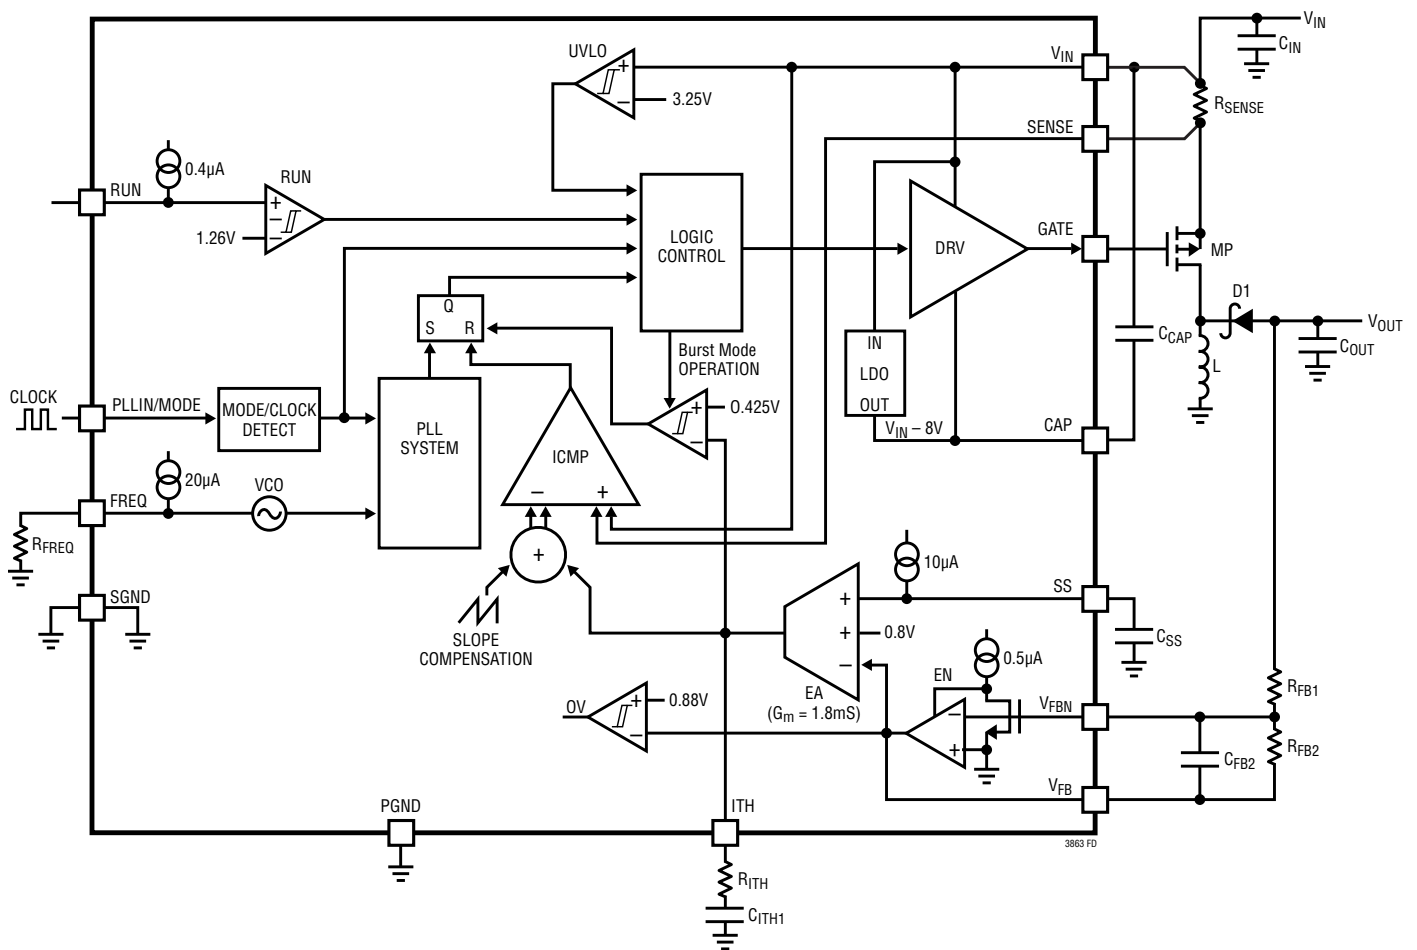 VIN
CIN
UVLO
+
−
3.25V
VIN
RSENSE
SENSE
0.4µA
RUN
RUN
+
−
−
1.26V
LOGIC
CONTROL
DRV
GATE
MP
D1
VOUT
COUT
L
CCAP
Q
S R
Burst Mode
OPERATION
IN
LDO
OUT
VIN – 8V
CAP
CLOCK
PLLIN/MODE
MODE/CLOCK
DETECT
PLL
SYSTEM
ICMP
− +
+
−
0.425V
FREQ
20µA
VCO
RFREQ
+
SLOPE
COMPENSATION
SGND
10µA
SS
CSS
+
+
−
0.8V
EA
(Gm = 1.8mS)
0.5µA
EN
−
+
VFBN
RFB1
RFB2
CFB2
VFB
OV
+
−
0.88V
PGND
ITH
3863 FD
RITH
CITH1